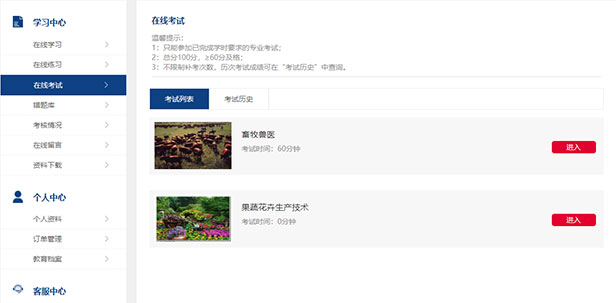 学习中心
在线学习
在线练习
在线考试
错题库
考核情况
在线留言
资料下载
个人中心
个人资料
订单管理
教育档案
客服中心
在线考试
温馨提示：
1：只能参加已完成学时要求的专业考试；
2：总分100分，≥60分及格；
3：不限制补考次数，历次考试成绩可在“考试历史”中查询。
考试列表
考试历史
畜牧兽医
考试时间：60分钟
进入
果蔬花卉生产技术
考试时间：0分钟
进入